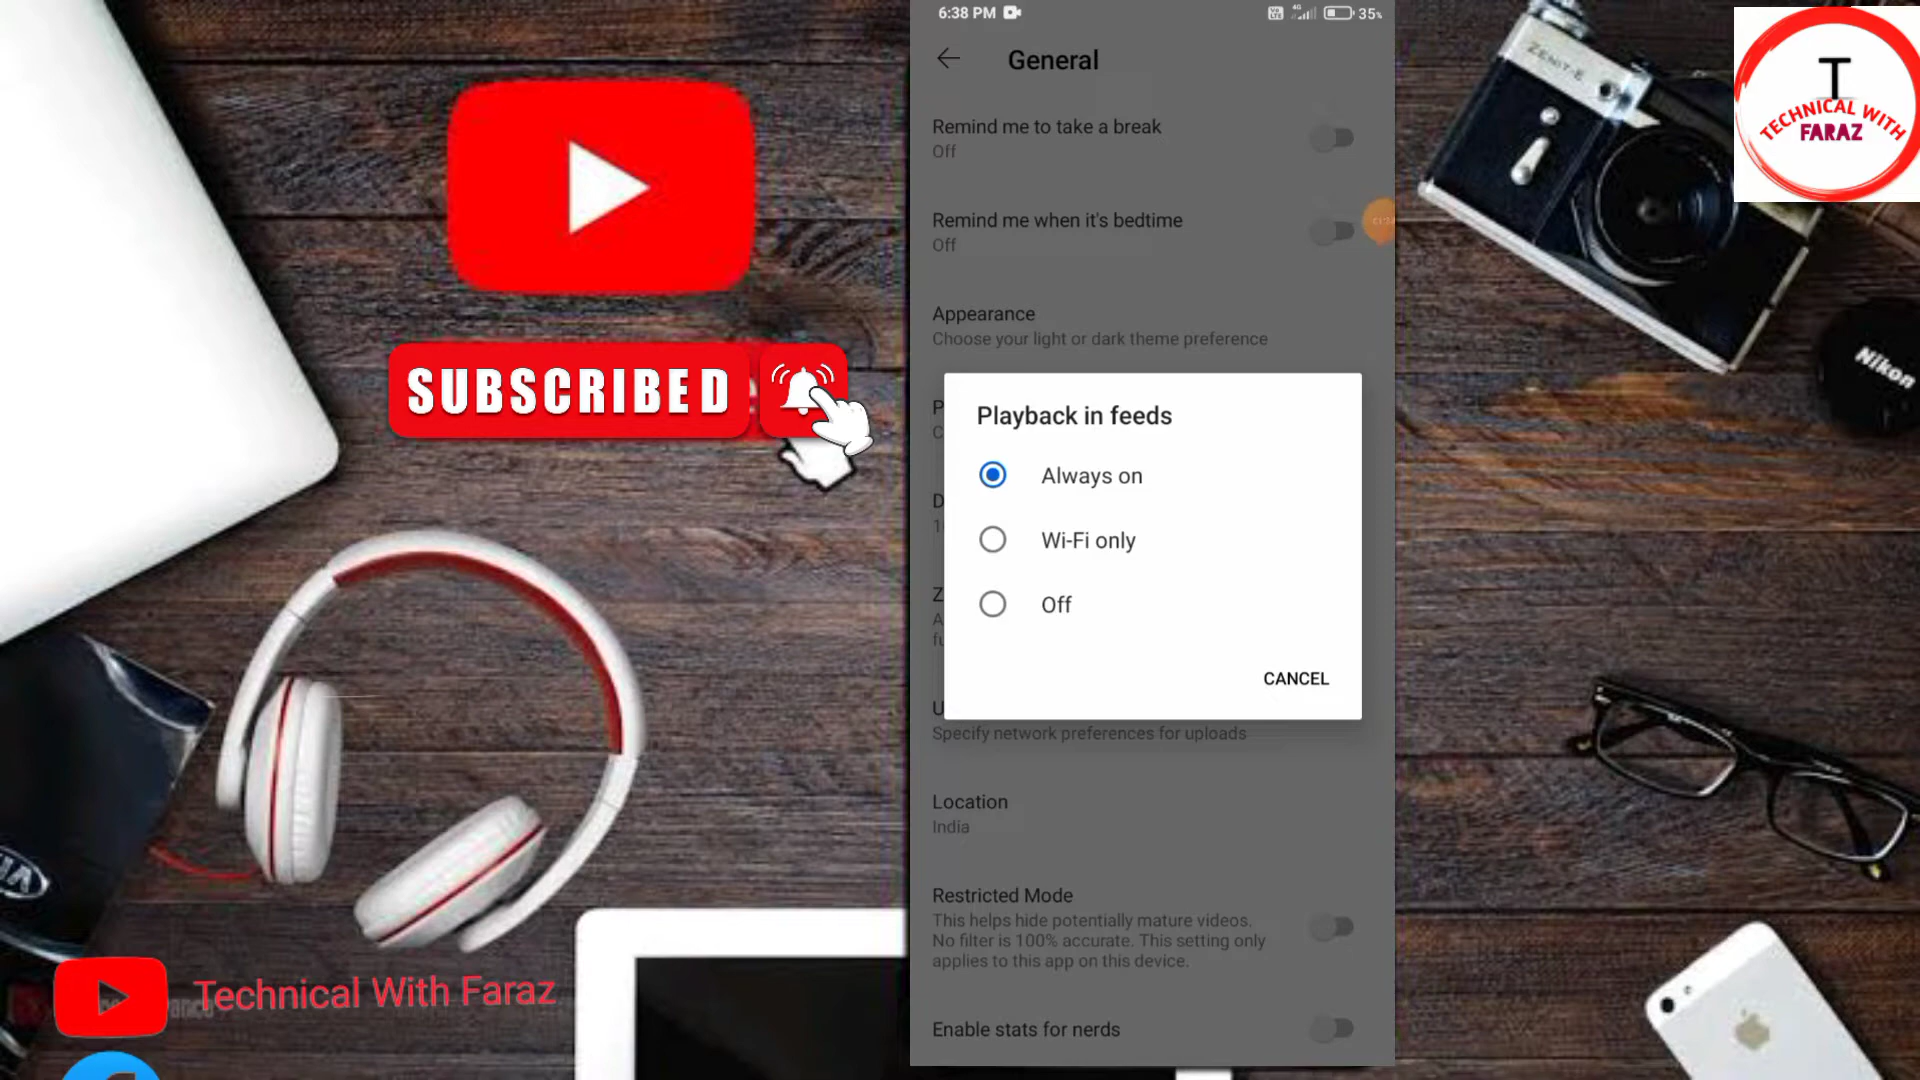 6:38 PM
4G
35%
General
Remind me to take a break
Off
Remind me when it's bedtime
Off
Appearance
Choose your light or dark theme preference
Playback in feeds
Always on
Wi-Fi only
Off
CANCEL
Specify network preferences for uploads
Location
India
Restricted Mode
This helps hide potentially mature videos.
No filter is 100% accurate. This setting only
applies to this app on this device.
Enable stats for nerds
SUBSCRIBED
Technical With Faraz
T
TECHNICAL WITH
FARAZ
ZENIT-E
Nikon